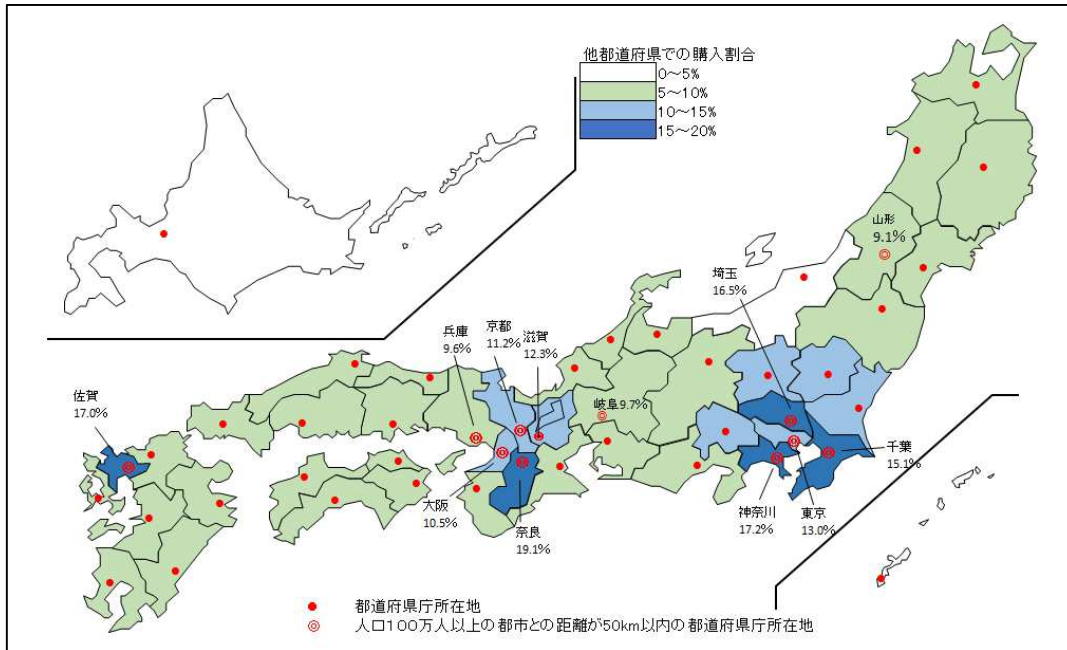 他都道府県での購入割合
0～5%
5～10%
10～15%
15～20%
山形
9.1%
埼玉
16.5%
兵庫
9.6%
京都
11.2%
滋賀
12.3%
佐賀
17.0%
岐阜9.7%
千葉
15.1%
大阪
10.5%
奈良
19.1%
神奈川
17.2%
東京
13.0%
都道府県庁所在地
人口100万人以上の都市との距離が50km以内の都道府県庁所在地